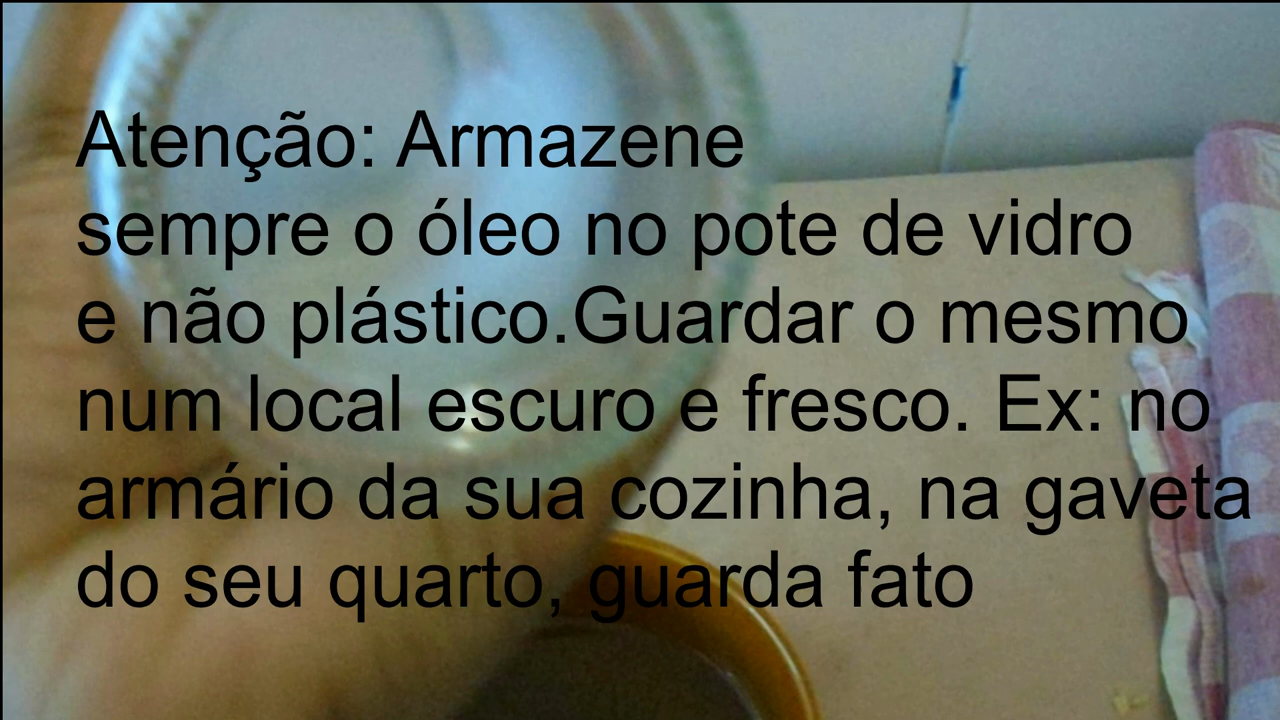 Atenção: Armazene
sempre o óleo no pote de vidro
e não plástico.Guardar o mesmo
num local escuro e fresco. Ex: no
armário da sua cozinha, na gaveta
do seu quarto, guarda fato